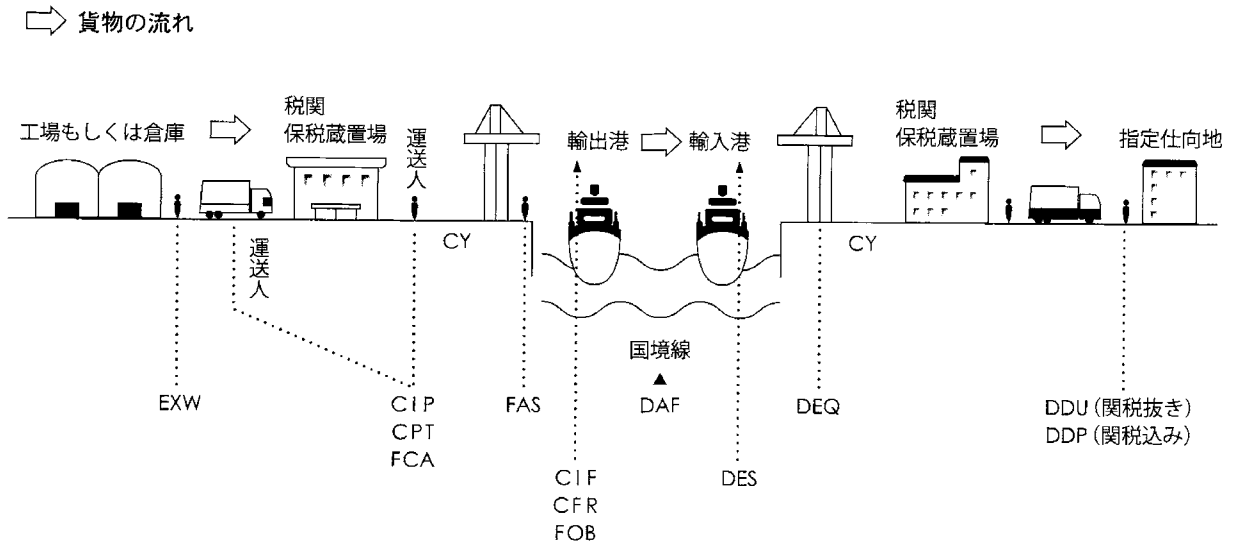 貨物の流れ
工場もしくは倉庫
税関
保税蔵置場
運送人
輸出港
輸入港
税関
保税蔵置場
指定仕向地
運送人
CY
CY
国境線
EXW
CIP
CPT
FCA
FAS
DAF
DEQ
DDU(関税抜き)
DDP(関税込み)
CIF
CFR
FOB
DES